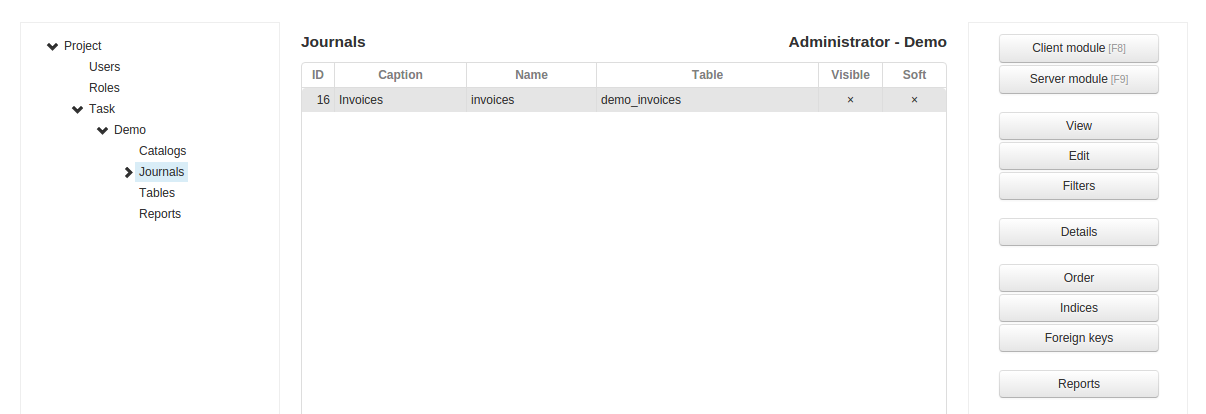 Project
Users
Roles
Task
Demo
Catalogs
Journals
Tables
Reports
Journals Administrator - Demo
ID Caption Name Table Visible Soft
16 Invoices invoices demo_invoices × ×
Client module [F8]
Server module [F9]
View
Edit
Filters
Details
Order
Indices
Foreign keys
Reports